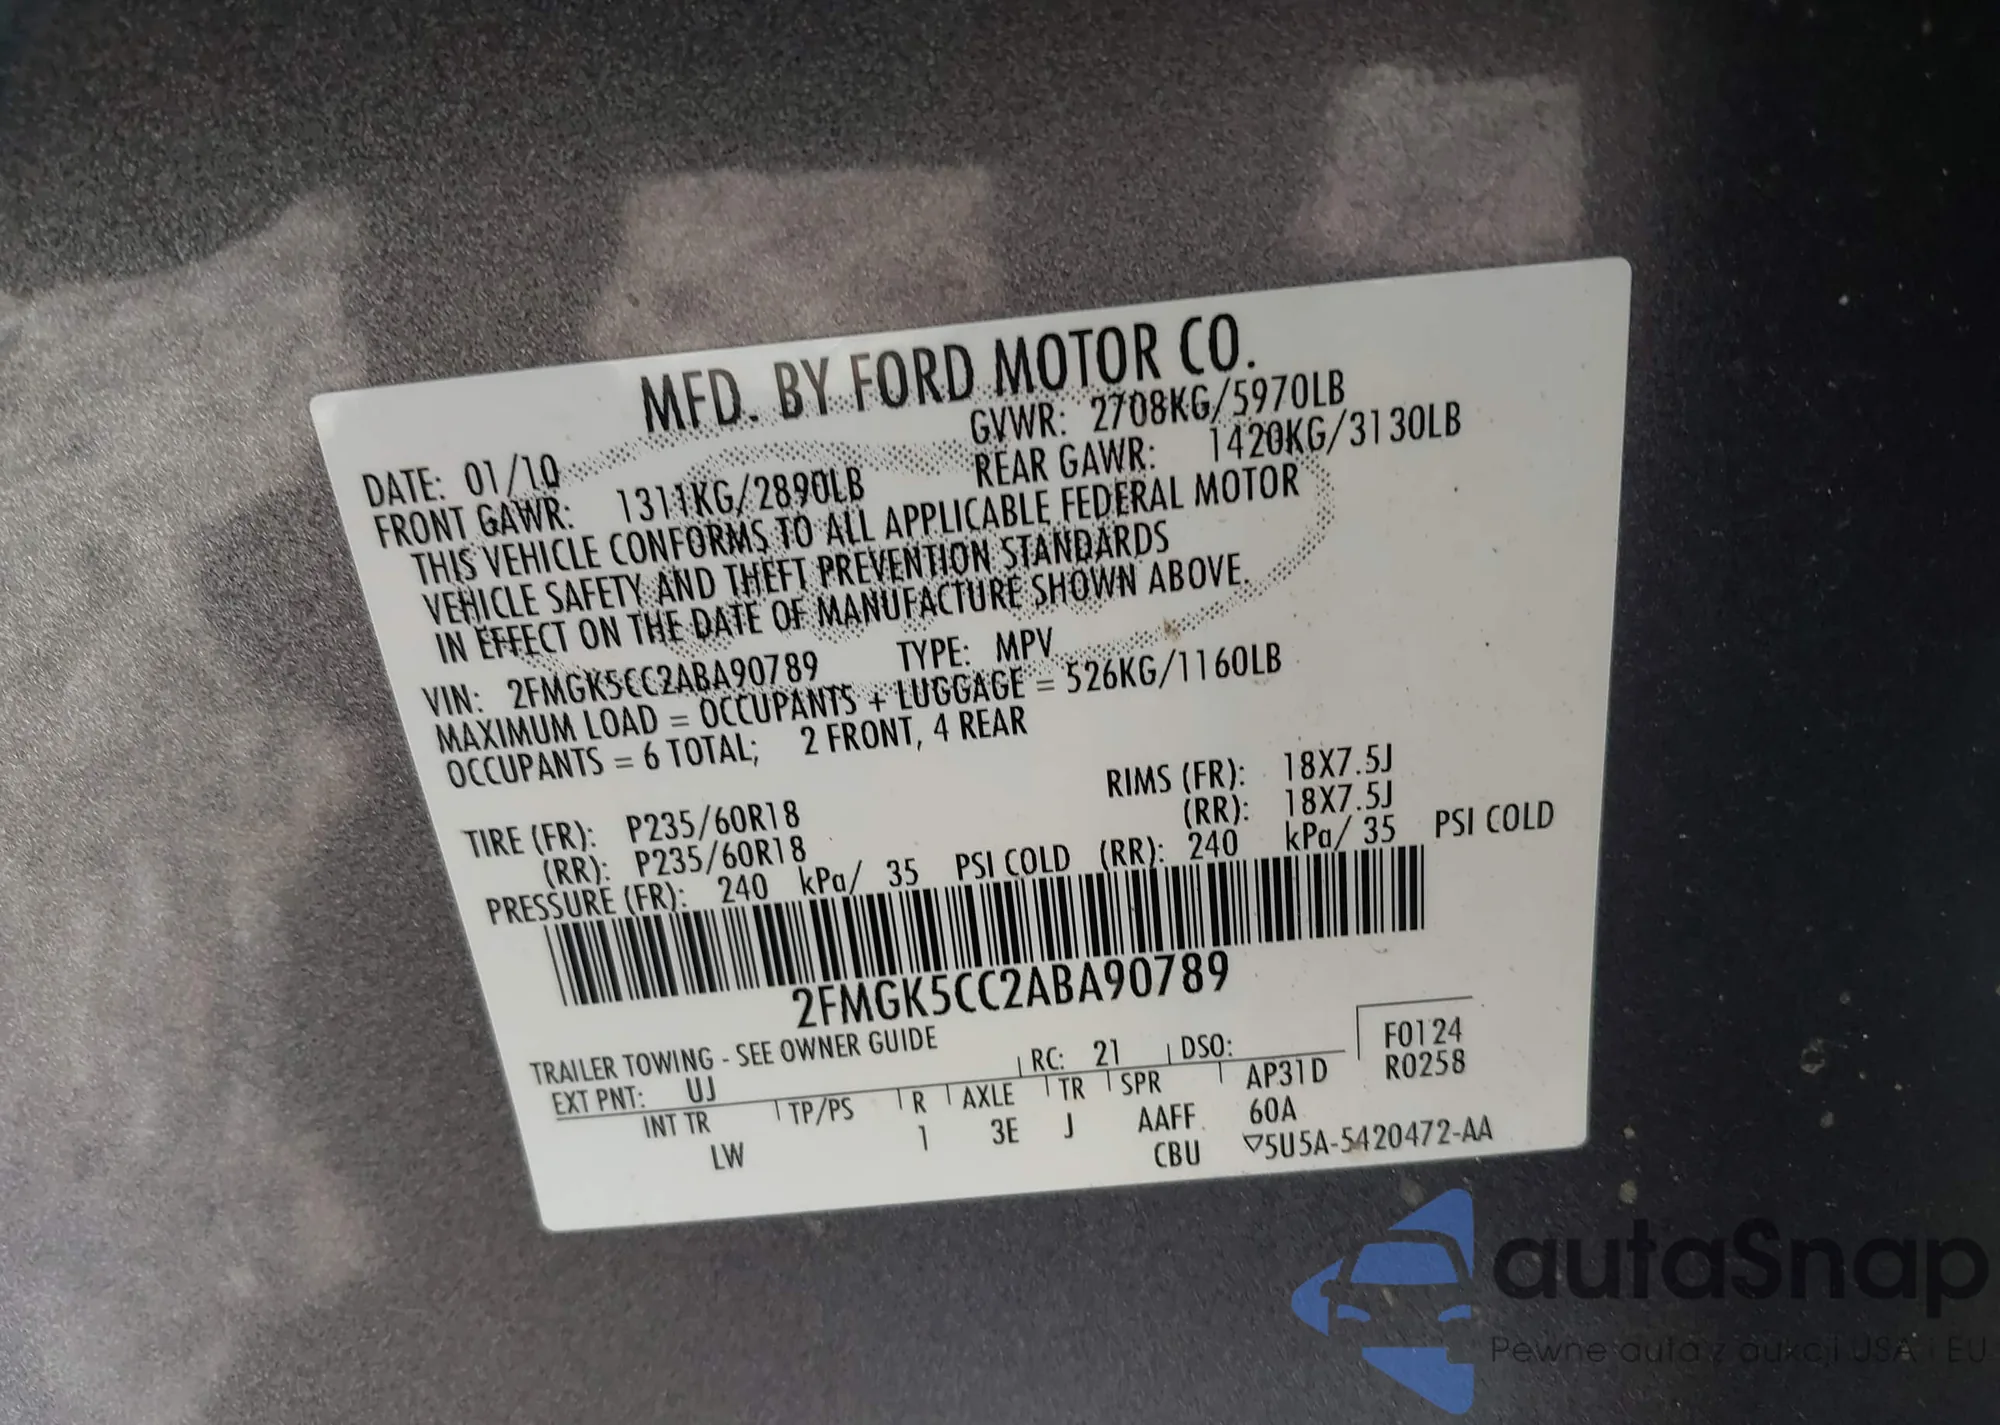 MFD. BY FORD MOTOR CO.
DATE: 01/10 GVWR: 2708KG/5970LB
FRONT GAWR: 1311KG/2890LB REAR GAWR: 1420KG/3130LB
THIS VEHICLE CONFORMS TO ALL APPLICABLE FEDERAL MOTOR
VEHICLE SAFETY AND THEFT PREVENTION STANDARDS
IN EFFECT ON THE DATE OF MANUFACTURE SHOWN ABOVE.
VIN: 2FMGK5CC2ABA90789 TYPE: MPV
MAXIMUM LOAD = OCCUPANTS + LUGGAGE = 526KG/1160LB
OCCUPANTS = 6 TOTAL; 2 FRONT, 4 REAR
TIRE (FR): P235/60R18 RIMS (FR): 18X7.5J
(RR): P235/60R18 (RR): 18X7.5J
PRESSURE (FR): 240 kPa/ 35 PSI COLD (RR): 240 kPa/ 35 PSI COLD
2FMGK5CC2ABA90789
TRAILER TOWING - SEE OWNER GUIDE
EXT PNT: UJ RC: 21 DSO: F0124
INT TR TP/PS R AXLE TR SPR AP31D R0258
LW 1 3E J AAFF 60A
CBU ▽5U5A-5420472-AA
autaSnap
Pewne auta z aukcji USA i EU